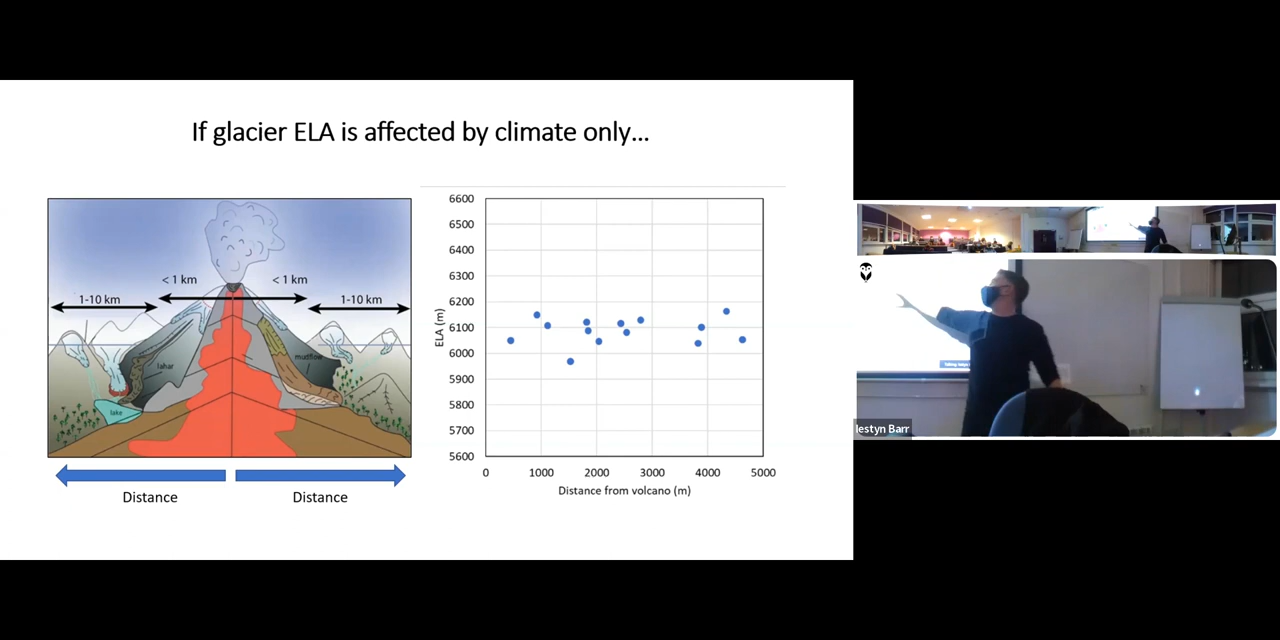 If glacier ELA is affected by climate only...
< 1 km
< 1 km
1-10 km
1-10 km
lahar
mudflow
lake
Distance
Distance
6600
6500
6400
6300
6200
6100
6000
5900
5800
5700
5600
ELA (m)
0
1000
2000
3000
4000
5000
Distance from volcano (m)
Iestyn Barr